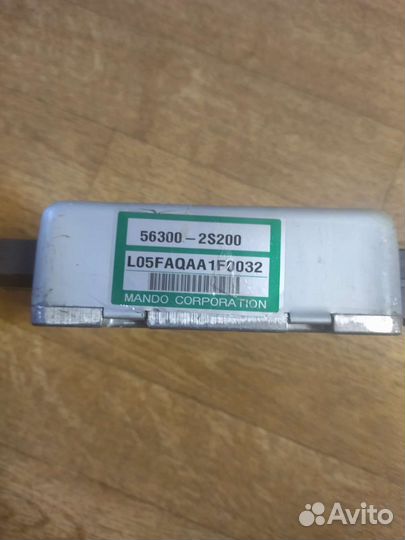 56300-2S200
L05FAQAA1F0032
MANDO CORPORATION
Avito